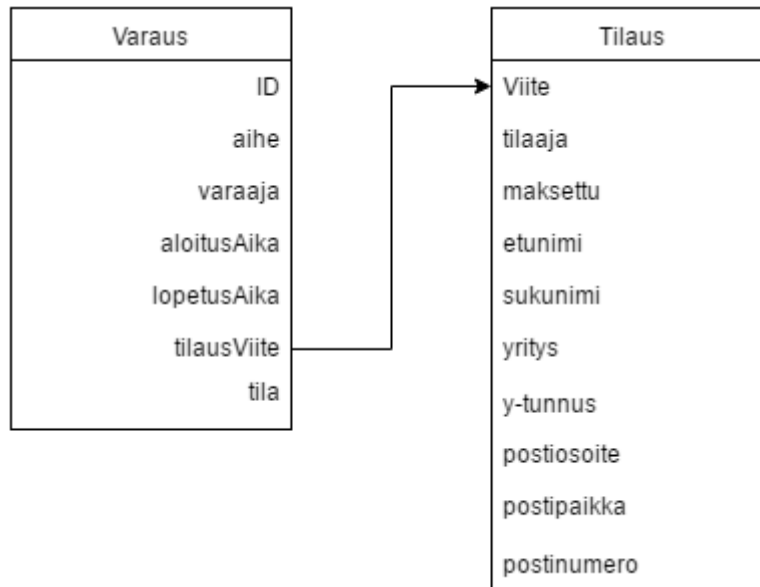 Varaus
ID
aihe
varaaja
aloitusAika
lopetusAika
tilausViite
tila
Tilaus
Viite
tilaaja
maksettu
etunimi
sukunimi
yritys
y-tunnus
postiosoite
postipaikka
postinumero